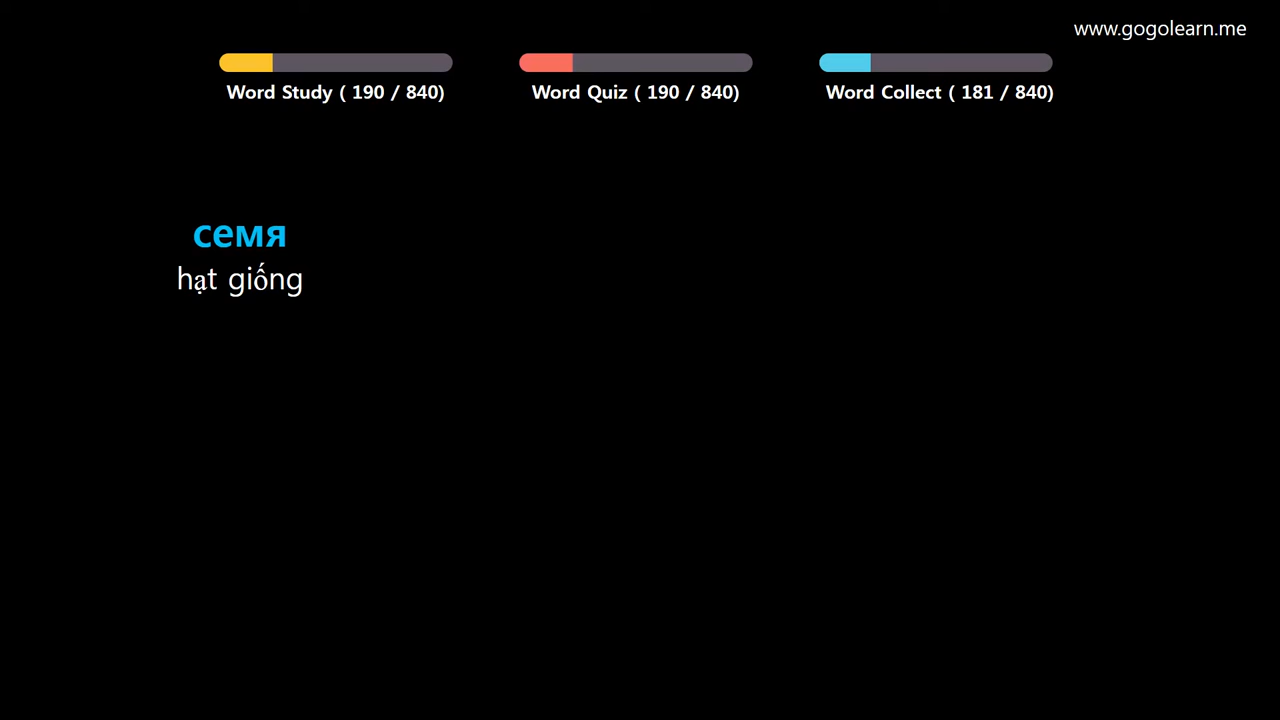 www.gogolearn.me
Word Study ( 190 / 840)
Word Quiz ( 190 / 840)
Word Collect ( 181 / 840)
семя
hạt giống